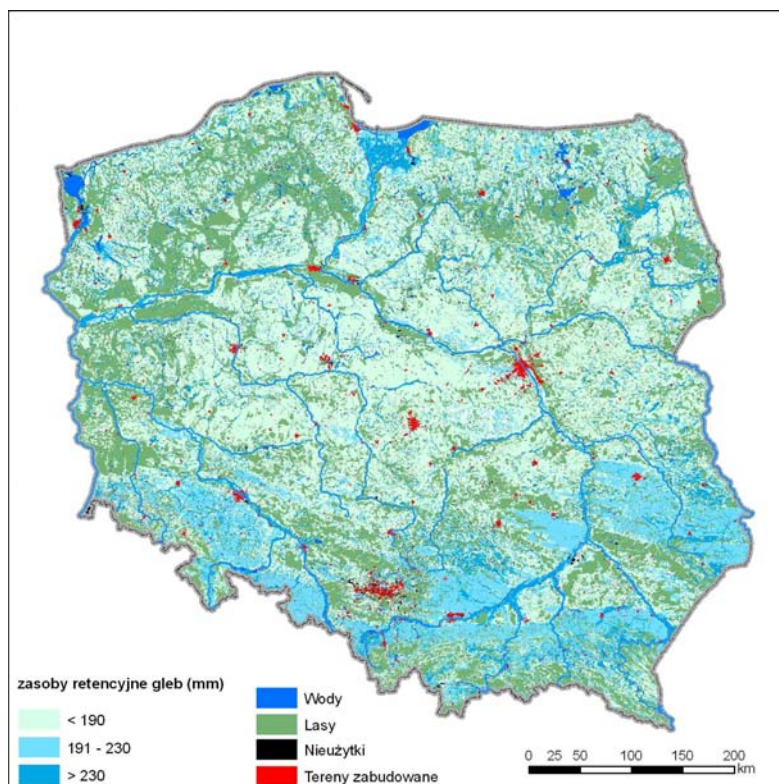 zasoby retencyjne gleb (mm)
< 190
191 - 230
> 230
Wody
Lasy
Nieużytki
Tereny zabudowane
0 25 50 100 150 200
km